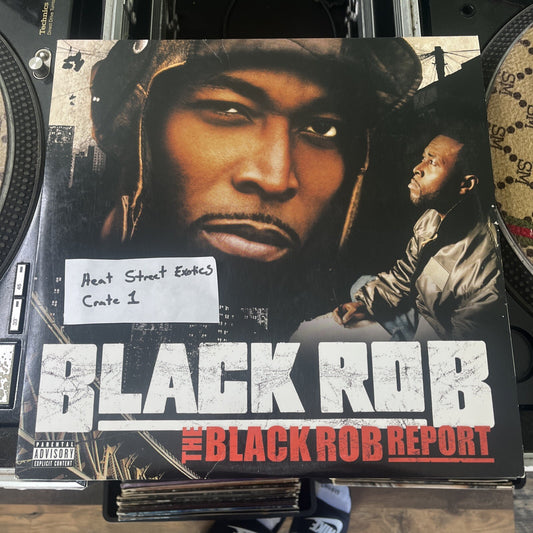 Technics
Heat Street Exotics
Crate 1
BLACK ROB
THE BLACK ROB REPORT
PARENTAL
ADVISORY
EXPLICIT CONTENT